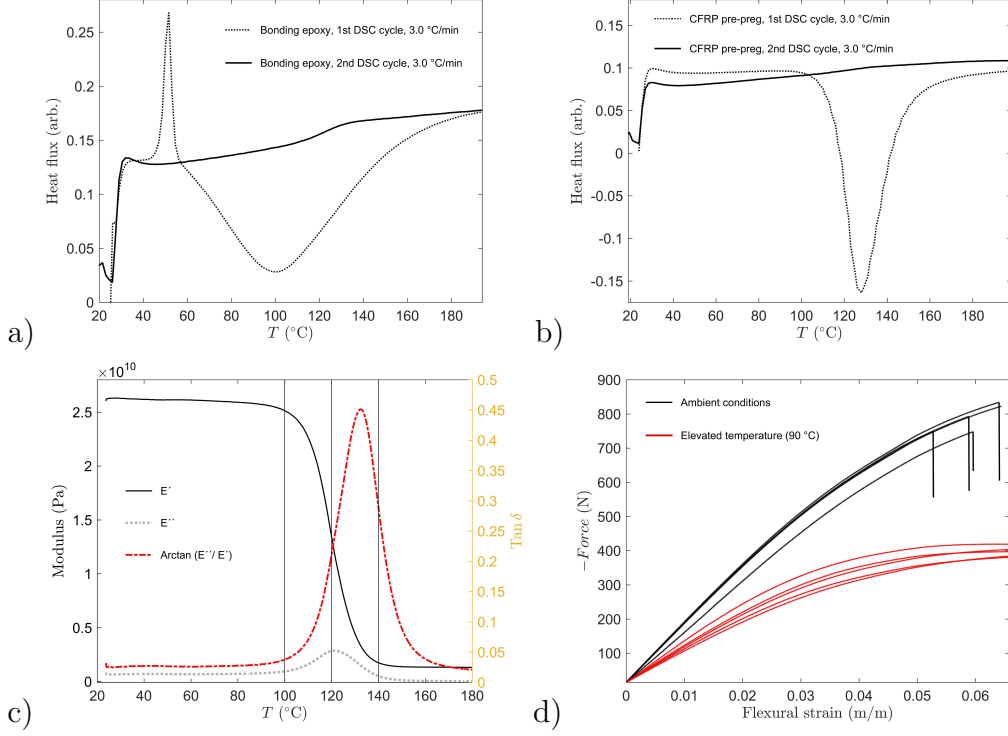 0.25
0.2
0.15
0.1
0.05
0
20 40 60 80 100 120 140 160 180
Heat flux (arb.)
T (°C)
Bonding epoxy, 1st DSC cycle, 3.0 °C/min
Bonding epoxy, 2nd DSC cycle, 3.0 °C/min
a)
0.15
0.1
0.05
0
-0.05
-0.1
-0.15
20 40 60 80 100 120 140 160 180
Heat flux (arb.)
T (°C)
CFRP pre-preg, 1st DSC cycle, 3.0 °C/min
CFRP pre-preg, 2nd DSC cycle, 3.0 °C/min
b)
×10¹⁰
2.5
2
1.5
1
0.5
0
20 40 60 80 100 120 140 160 180
Modulus (Pa)
T (°C)
E´
E´´
Arctan (E´´/ E´)
0.5
0.45
0.4
0.35
0.3
0.25
0.2
0.15
0.1
0.05
0
Tan δ
c)
900
800
700
600
500
400
300
200
100
0 0.01 0.02 0.03 0.04 0.05 0.06
−Force (N)
Flexural strain (m/m)
Ambient conditions
Elevated temperature (90 °C)
d)